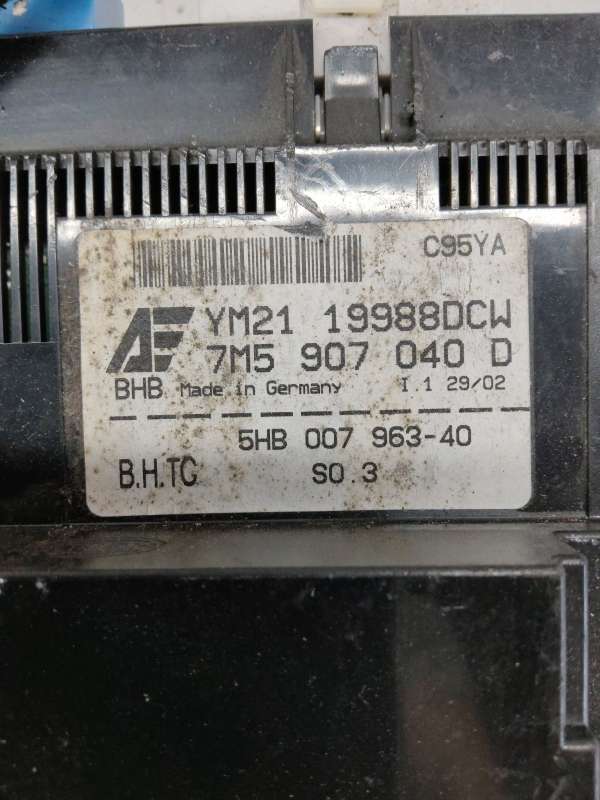 C95YA
AE YM21 19988DCW
7M5 907 040 D
BHB Made in Germany I.1 29/02
5HB 007 963-40
B.H.TC SO.3